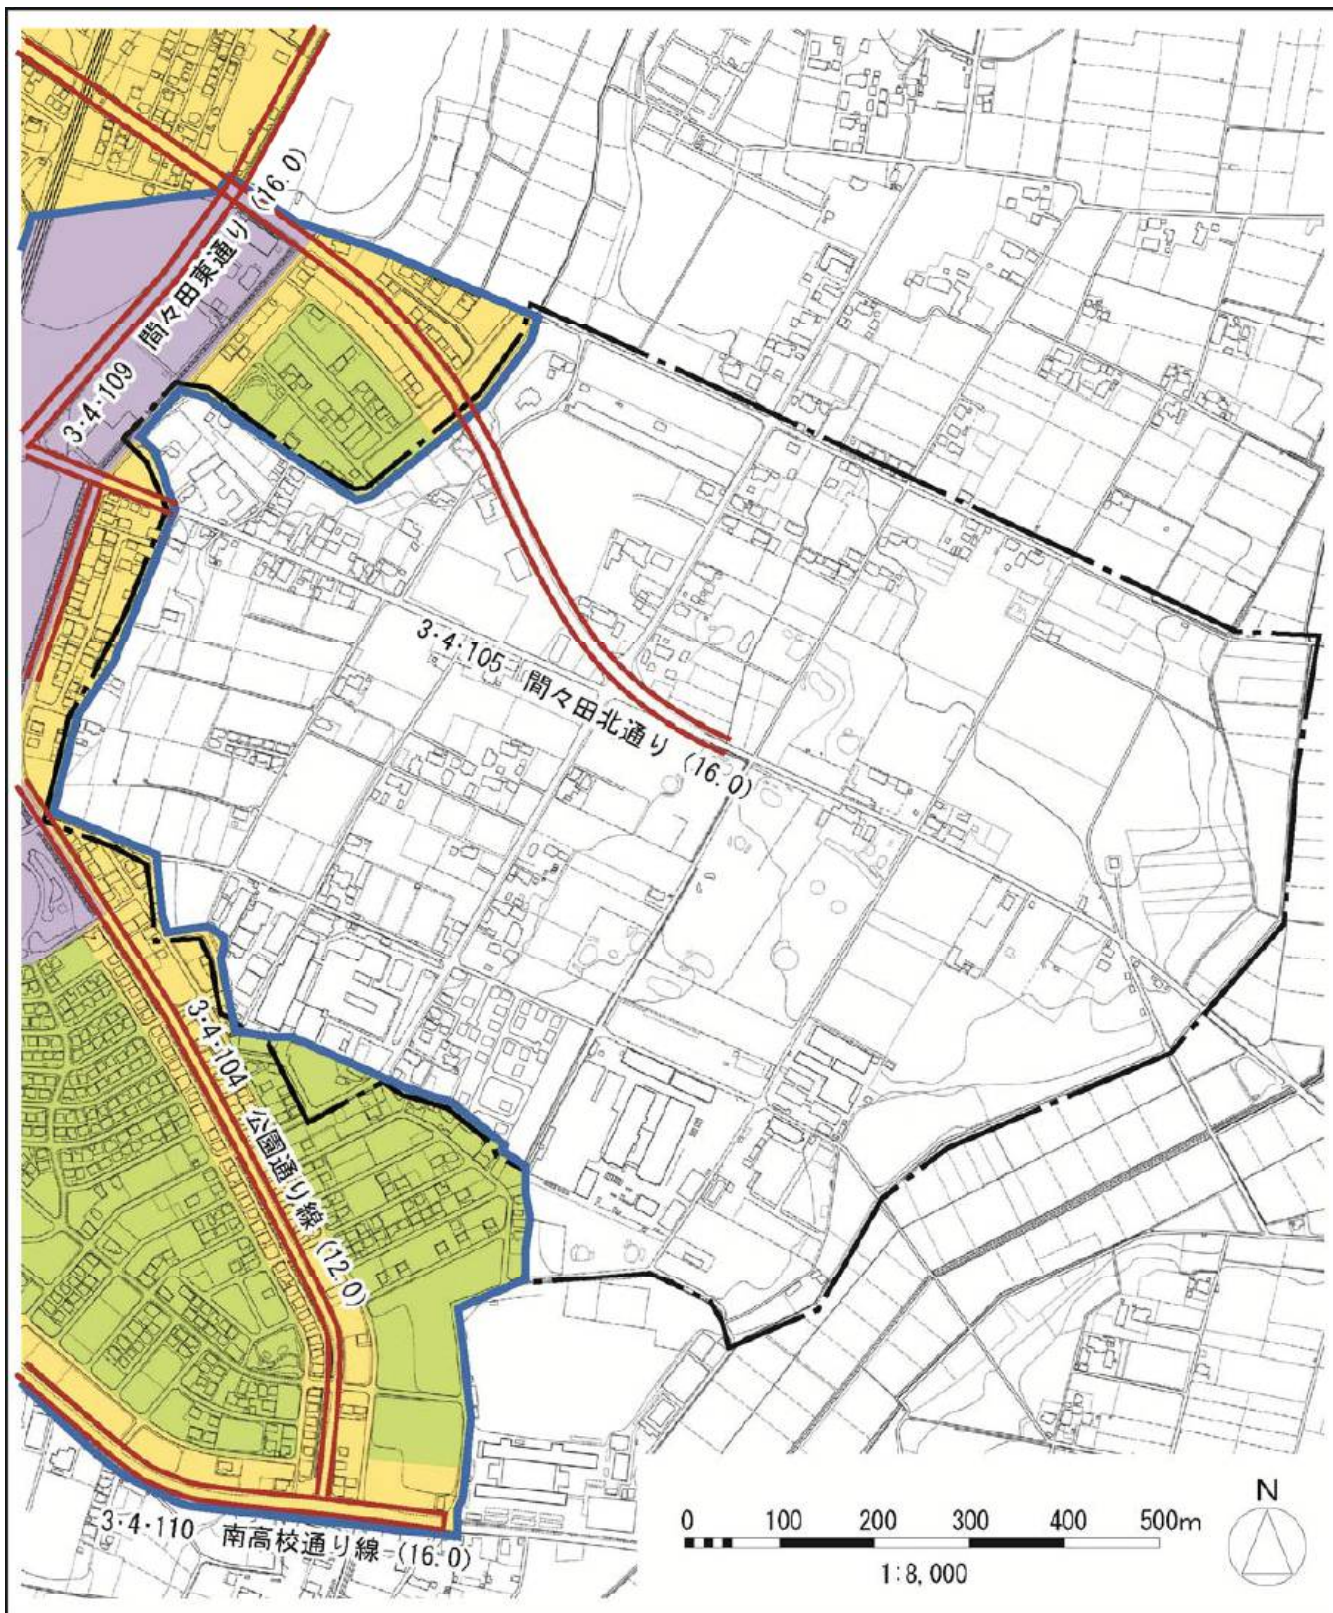 3・4・109 間々田東通り (16.0)
3・4・105 間々田北通り (16.0)
3・4・104 公園通り線 (12.0)
3・4・110 南高校通り線 (16.0)
0 100 200 300 400 500m
1:8,000
N